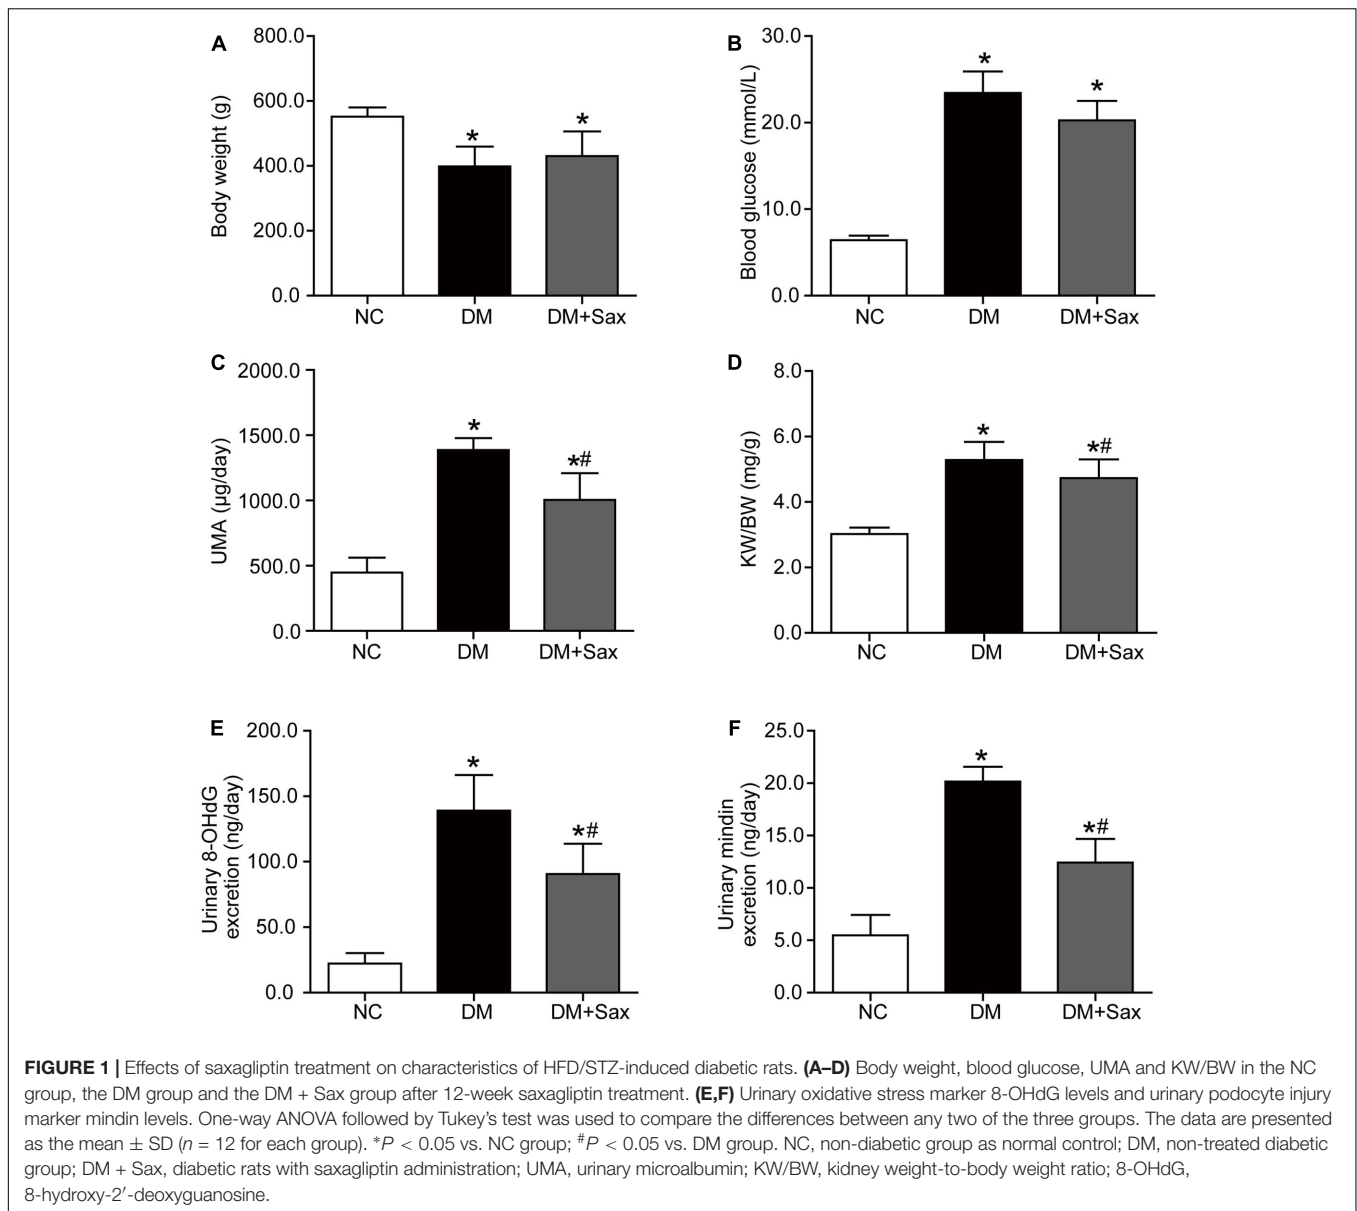 A
800.0
600.0
400.0
200.0
0.0
Body weight (g)
*
*
NC
DM
DM+Sax
B
30.0
20.0
10.0
0.0
Blood glucose (mmol/L)
*
*
NC
DM
DM+Sax
C
2000.0
1500.0
1000.0
500.0
0.0
UMA (μg/day)
*
*#
NC
DM
DM+Sax
D
8.0
6.0
4.0
2.0
0.0
KW/BW (mg/g)
*
*#
NC
DM
DM+Sax
E
200.0
150.0
100.0
50.0
0.0
Urinary 8-OHdG
excretion (ng/day)
*
*#
NC
DM
DM+Sax
F
25.0
20.0
15.0
10.0
5.0
0.0
Urinary mindin
excretion (ng/day)
*
*#
NC
DM
DM+Sax
FIGURE 1 | Effects of saxagliptin treatment on characteristics of HFD/STZ-induced diabetic rats. (A–D) Body weight, blood glucose, UMA and KW/BW in the NC
group, the DM group and the DM + Sax group after 12-week saxagliptin treatment. (E,F) Urinary oxidative stress marker 8-OHdG levels and urinary podocyte injury
marker mindin levels. One-way ANOVA followed by Tukey's test was used to compare the differences between any two of the three groups. The data are presented
as the mean ± SD (n = 12 for each group). *P < 0.05 vs. NC group; #P < 0.05 vs. DM group. NC, non-diabetic group as normal control; DM, non-treated diabetic
group; DM + Sax, diabetic rats with saxagliptin administration; UMA, urinary microalbumin; KW/BW, kidney weight-to-body weight ratio; 8-OHdG,
8-hydroxy-2′-deoxyguanosine.